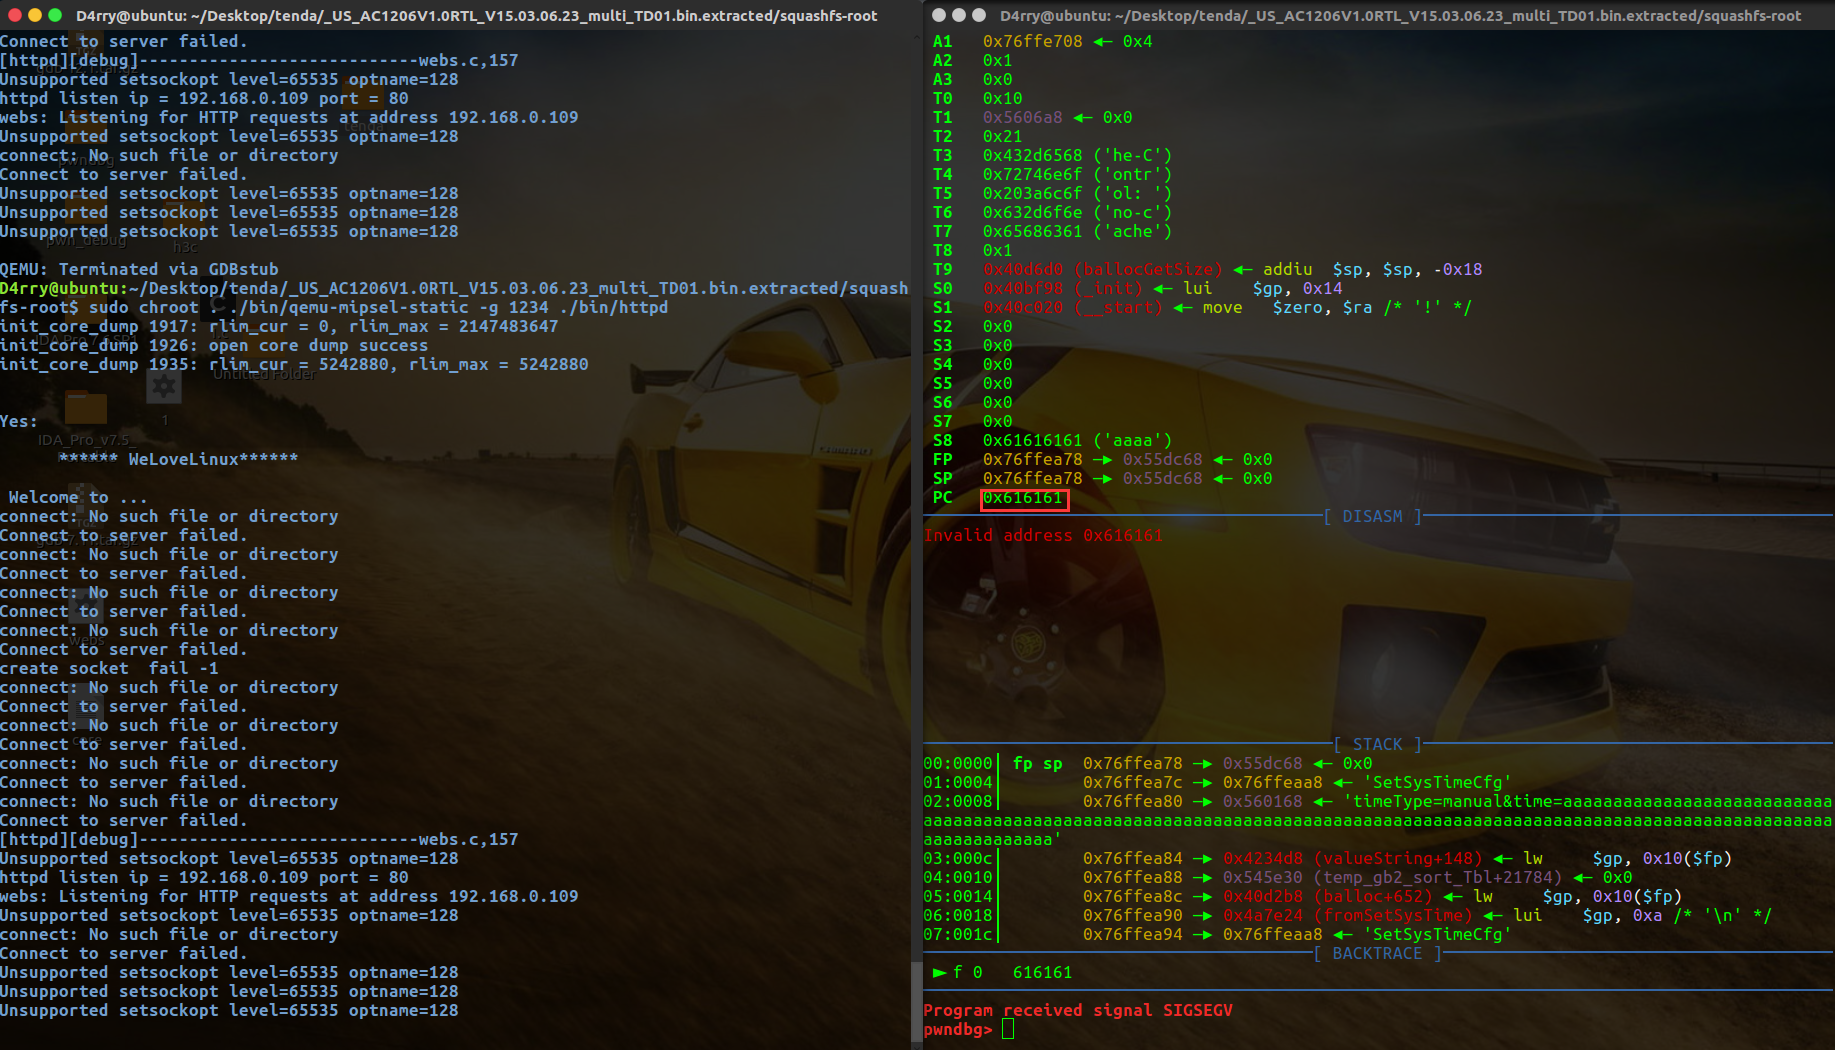 D4rry@ubuntu: ~/Desktop/tenda/_US_AC1206V1.0RTL_V15.03.06.23_multi_TD01.bin.extracted/squashfs-root
Connect to server failed.
[httpd][debug]----------------------------webs.c,157
Unsupported setsockopt level=65535 optname=128
httpd listen ip = 192.168.0.109 port = 80
webs: Listening for HTTP requests at address 192.168.0.109
Unsupported setsockopt level=65535 optname=128
connect: No such file or directory
Connect to server failed.
Unsupported setsockopt level=65535 optname=128
Unsupported setsockopt level=65535 optname=128
Unsupported setsockopt level=65535 optname=128
QEMU: Terminated via GDBstub
D4rry@ubuntu:~/Desktop/tenda/_US_AC1206V1.0RTL_V15.03.06.23_multi_TD01.bin.extracted/squash
fs-root$ sudo chroot . ./bin/qemu-mipsel-static -g 1234 ./bin/httpd
init_core_dump 1917: rlim_cur = 0, rlim_max = 2147483647
init_core_dump 1926: open core dump success
init_core_dump 1935: rlim_cur = 5242880, rlim_max = 5242880
Yes:
****** WeLoveLinux******
Welcome to ...
connect: No such file or directory
Connect to server failed.
connect: No such file or directory
Connect to server failed.
connect: No such file or directory
Connect to server failed.
connect: No such file or directory
Connect to server failed.
create socket  fail -1
connect: No such file or directory
Connect to server failed.
connect: No such file or directory
Connect to server failed.
connect: No such file or directory
Connect to server failed.
connect: No such file or directory
Connect to server failed.
[httpd][debug]----------------------------webs.c,157
Unsupported setsockopt level=65535 optname=128
httpd listen ip = 192.168.0.109 port = 80
webs: Listening for HTTP requests at address 192.168.0.109
Unsupported setsockopt level=65535 optname=128
connect: No such file or directory
Connect to server failed.
Unsupported setsockopt level=65535 optname=128
Unsupported setsockopt level=65535 optname=128
Unsupported setsockopt level=65535 optname=128
tenda
pwndbg
pwn_debug
h3c
Untitled Folder
1
IDA_Pro_v7.5_
webs
core
D4rry@ubuntu: ~/Desktop/tenda/_US_AC1206V1.0RTL_V15.03.06.23_multi_TD01.bin.extracted/squashfs-root
A1 0x76ffe708 ◂— 0x4
A2 0x1
A3 0x0
T0 0x10
T1 0x5606a8 ◂— 0x0
T2 0x21
T3 0x432d6568 ('he-C')
T4 0x72746e6f ('ontr')
T5 0x203a6c6f ('ol: ')
T6 0x632d6f6e ('no-c')
T7 0x65686361 ('ache')
T8 0x1
T9 0x40d6d0 (ballocGetSize) ◂— addiu $sp, $sp, -0x18
S0 0x40bf98 (_init) ◂— lui $gp, 0x14
S1 0x40c020 (__start) ◂— move $zero, $ra /* '!' */
S2 0x0
S3 0x0
S4 0x0
S5 0x0
S6 0x0
S7 0x0
S8 0x61616161 ('aaaa')
FP 0x76ffea78 —▸ 0x55dc68 ◂— 0x0
SP 0x76ffea78 —▸ 0x55dc68 ◂— 0x0
PC 0x616161
[ DISASM ]
Invalid address 0x616161
[ STACK ]
00:0000│ fp sp 0x76ffea78 —▸ 0x55dc68 ◂— 0x0
01:0004│ 0x76ffea7c —▸ 0x76ffeaa8 ◂— 'SetSysTimeCfg'
02:0008│ 0x76ffea80 —▸ 0x560168 ◂— 'timeType=manual&time=aaaaaaaaaaaaaaaaaaaaaaaaaaa
aaaaaaaaaaaaaaaaaaaaaaaaaaaaaaaaaaaaaaaaaaaaaaaaaaaaaaaaaaaaaaaaaaaaaaaaaaaaaaaaaaaaaaaaaaa
aaaaaaaaaaaaa'
03:000c│ 0x76ffea84 —▸ 0x4234d8 (valueString+148) ◂— lw $gp, 0x10($fp)
04:0010│ 0x76ffea88 —▸ 0x545e30 (temp_gb2_sort_Tbl+21784) ◂— 0x0
05:0014│ 0x76ffea8c —▸ 0x40d2b8 (balloc+652) ◂— lw $gp, 0x10($fp)
06:0018│ 0x76ffea90 —▸ 0x4a7e24 (fromSetSysTime) ◂— lui $gp, 0xa /* '\n' */
07:001c│ 0x76ffea94 —▸ 0x76ffeaa8 ◂— 'SetSysTimeCfg'
[ BACKTRACE ]
► f 0 616161
Program received signal SIGSEGV
pwndbg>